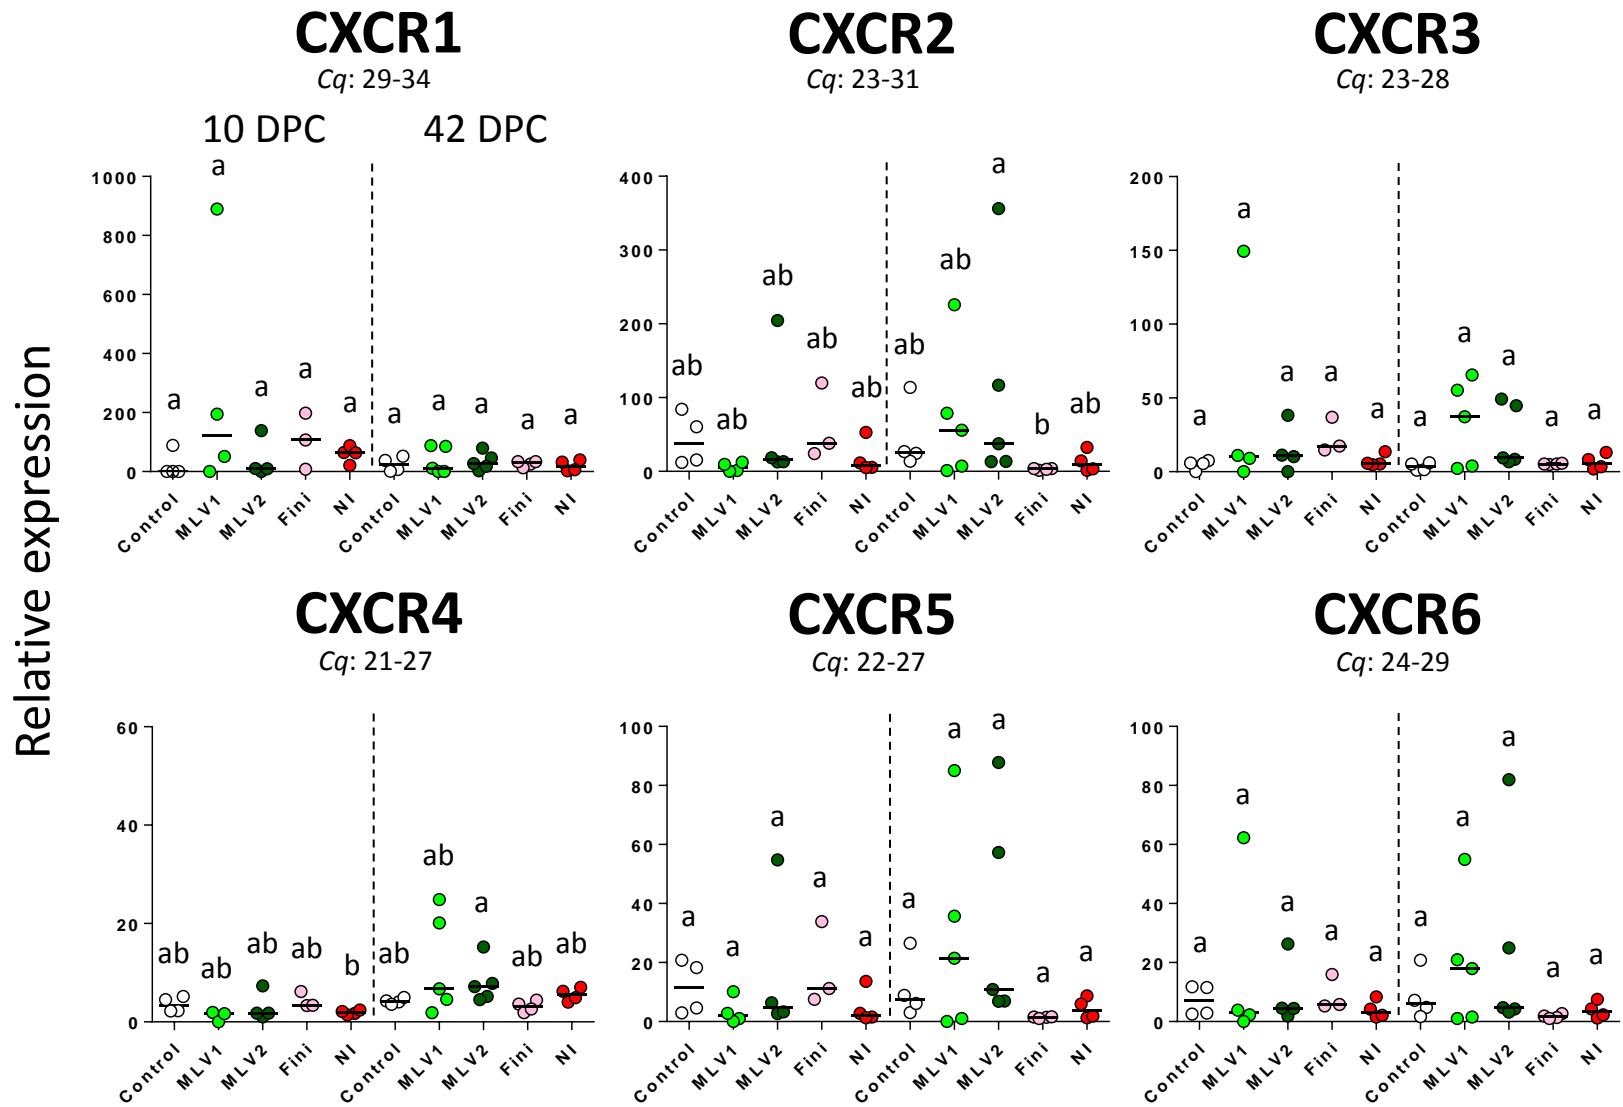 CXCR1 CXCR2 CXCR3
Cq: 29-34 Cq: 23-31 Cq: 23-28
10 DPC 42 DPC
Relative expression
1000
800
600
400
200
0
a a a a a a a a a a
Control MLV1 MLV2 Fini NI Control MLV1 MLV2 Fini NI
400
300
200
100
0
ab ab ab ab ab ab ab a b ab
Control MLV1 MLV2 Fini NI Control MLV1 MLV2 Fini NI
200
150
100
50
0
a a a a a a a a a a
Control MLV1 MLV2 Fini NI Control MLV1 MLV2 Fini NI
CXCR4 CXCR5 CXCR6
Cq: 21-27 Cq: 22-27 Cq: 24-29
60
40
20
0
ab ab ab ab b ab ab a ab ab
Control MLV1 MLV2 Fini NI Control MLV1 MLV2 Fini NI
100
80
60
40
20
0
a a a a a a a a a a
Control MLV1 MLV2 Fini NI Control MLV1 MLV2 Fini NI
100
80
60
40
20
0
a a a a a a a a a a
Control MLV1 MLV2 Fini NI Control MLV1 MLV2 Fini NI